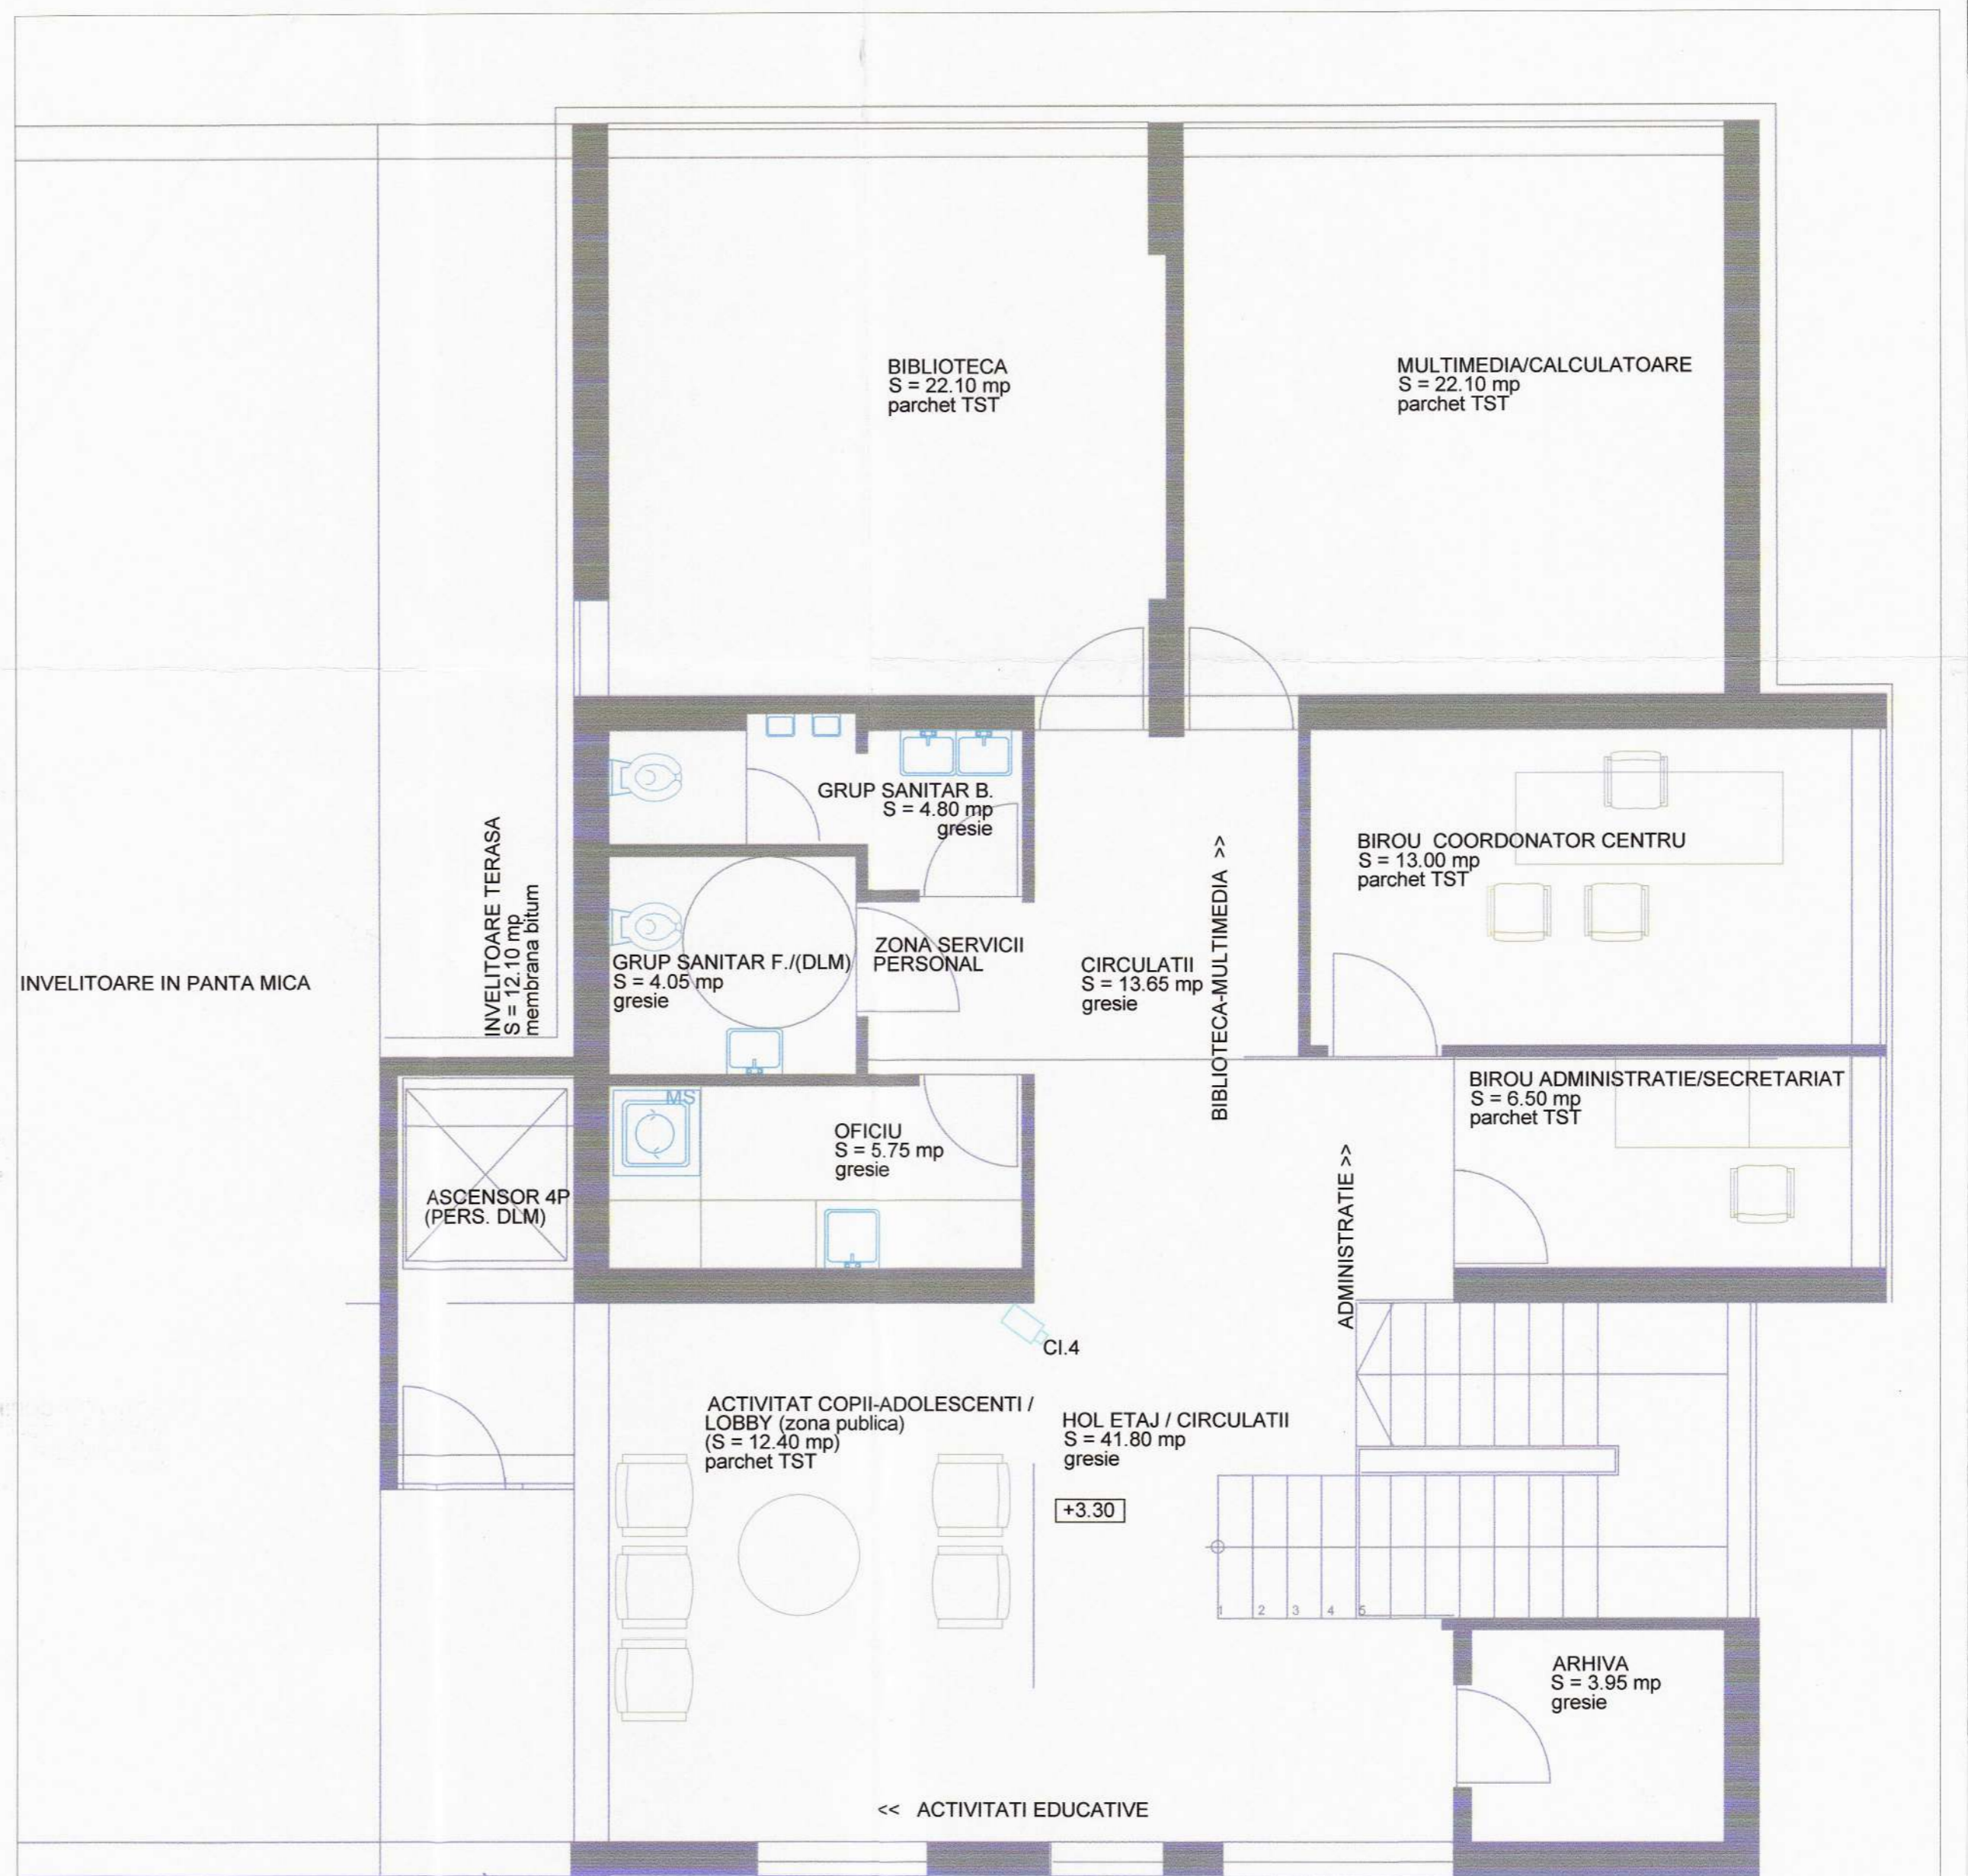 BIBLIOTECA
S = 22.10 mp
parchet TST
MULTIMEDIA/CALCULATOARE
S = 22.10 mp
parchet TST
GRUP SANITAR B.
S = 4.80 mp
gresie
BIROU COORDONATOR CENTRU
S = 13.00 mp
parchet TST
INVELITOARE TERASA
S = 12.10 mp
membrana bitum
BIBLIOTECA-MULTIMEDIA >>
INVELITOARE IN PANTA MICA
GRUP SANITAR F./(DLM)
S = 4.05 mp
gresie
ZONA SERVICII
PERSONAL
CIRCULATII
S = 13.65 mp
gresie
BIROU ADMINISTRATIE/SECRETARIAT
S = 6.50 mp
parchet TST
MS
OFICIU
S = 5.75 mp
gresie
ASCENSOR 4P
(PERS. DLM)
ADMINISTRATIE >>
CI.4
ACTIVITAT COPII-ADOLESCENTI /
LOBBY (zona publica)
(S = 12.40 mp)
parchet TST
HOL ETAJ / CIRCULATII
S = 41.80 mp
gresie
+3.30
1 2 3 4 5
ARHIVA
S = 3.95 mp
gresie
<< ACTIVITATI EDUCATIVE